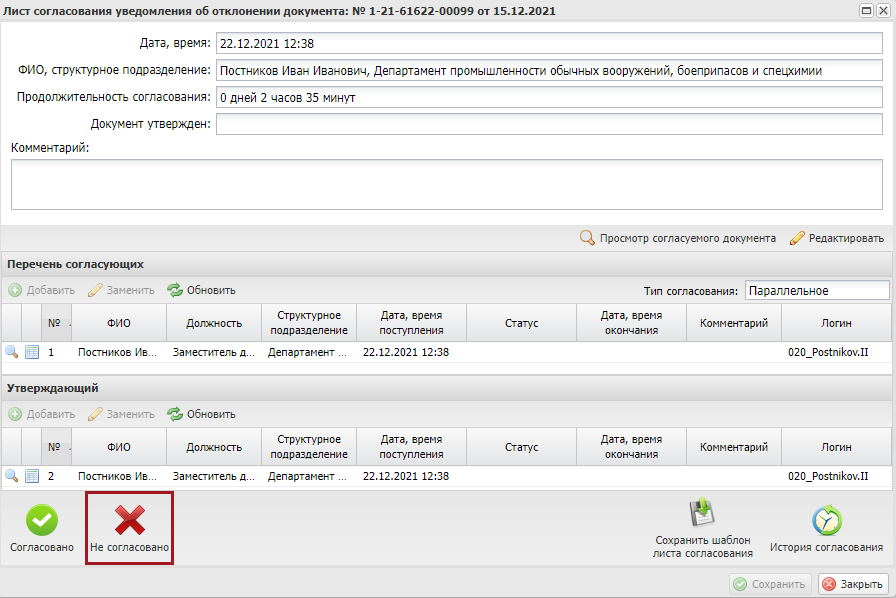 Лист согласования уведомления об отклонении документа: № 1-21-61622-00099 от 15.12.2021
Дата, время: 22.12.2021 12:38
ФИО, структурное подразделение: Постников Иван Иванович, Департамент промышленности обычных вооружений, боеприпасов и спецхимии
Продолжительность согласования: 0 дней 2 часов 35 минут
Документ утвержден:
Комментарий:
Просмотр согласуемого документа Редактировать
Перечень согласующих
Добавить Заменить Обновить Тип согласования: Параллельное
№ ФИО Должность Структурное подразделение Дата, время поступления Статус Дата, время окончания Комментарий Логин
1 Постников Ив... Заместитель д... Департамент ... 22.12.2021 12:38 020_Postnikov.II
Утверждающий
Добавить Заменить Обновить
№ ФИО Должность Структурное подразделение Дата, время поступления Статус Дата, время окончания Комментарий Логин
2 Постников Ив... Заместитель д... Департамент ... 22.12.2021 12:38 020_Postnikov.II
Согласовано Не согласовано Сохранить шаблон листа согласования История согласования
Сохранить Закрыть